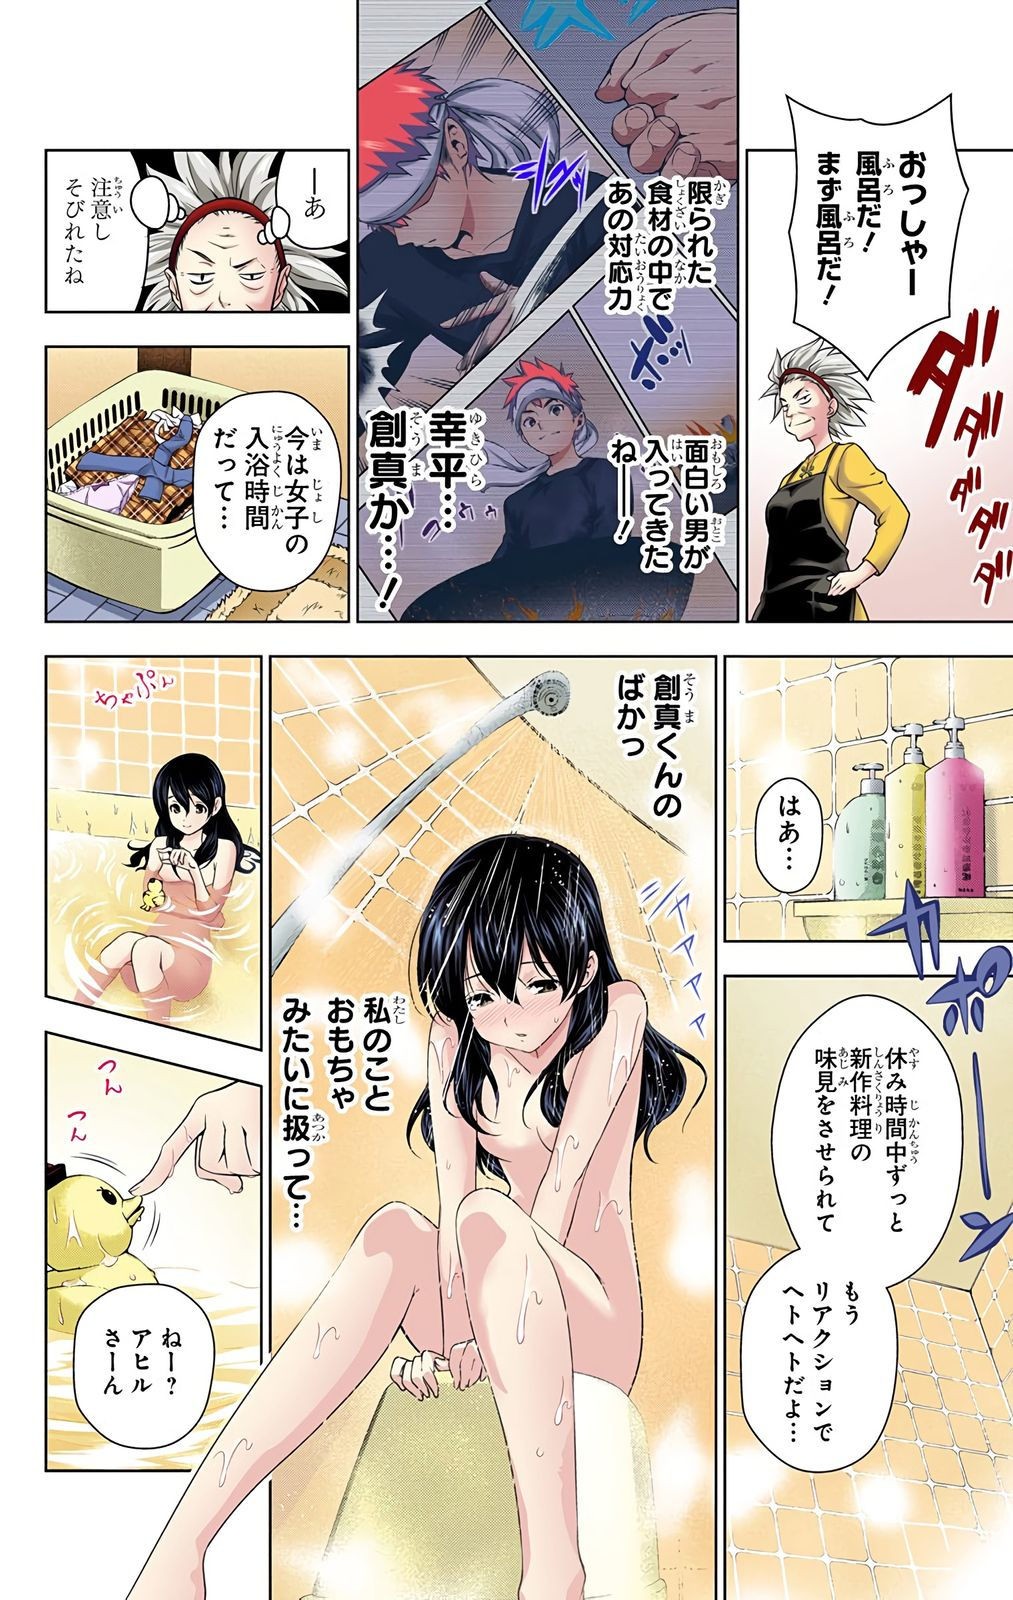 おっしゃー
風呂だ！
まず風呂だ！
ダダダダ
限られた
食材の中で
あの対応力
面白い男が
入ってきた
ねー！
幸平…
創真か…！
ーあ
注意し
そびれたね
今は女子の
入浴時間
だって…
はあ…
カポーン
休み時間中ずっと
新作料理の
味見をさせられて
もう
リアクションで
ヘトヘトだよ…
創真くんの
ばかっ
シャアアア
私のこと
おもちゃ
みたいに扱って…
ちゃぷん
つん
つん
ねー？
アヒル
さーん